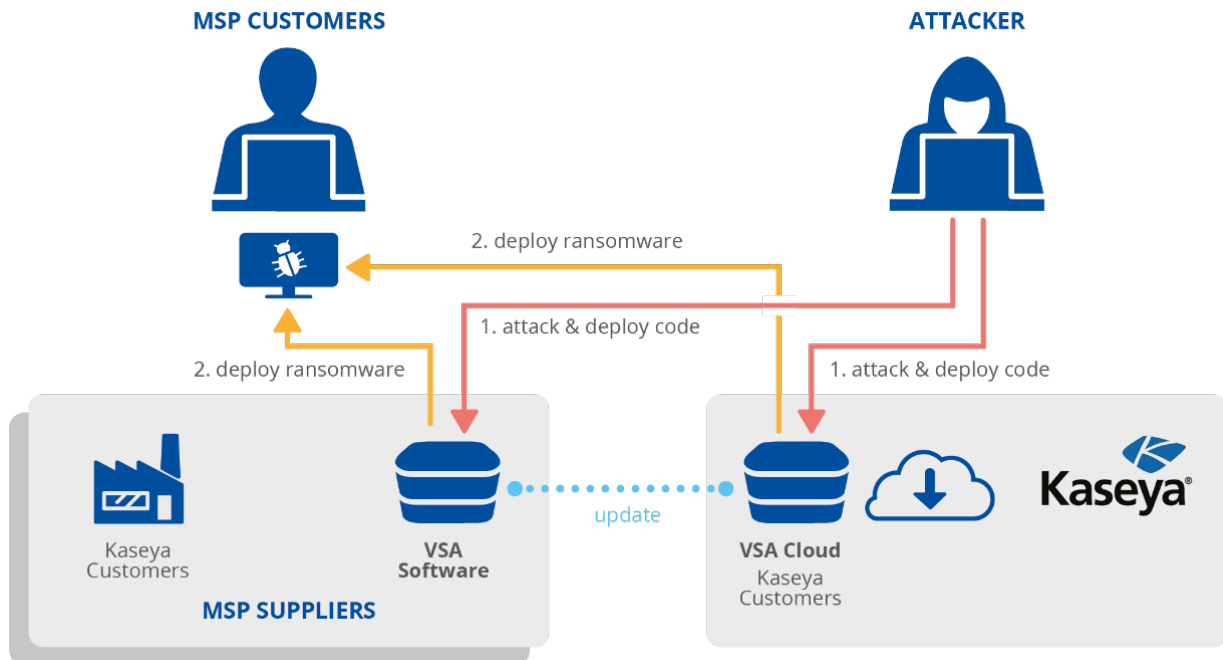 MSP CUSTOMERS
ATTACKER
2. deploy ransomware
1. attack & deploy code
2. deploy ransomware
1. attack & deploy code
Kaseya®
update
Kaseya
Customers
VSA
Software
VSA Cloud
Kaseya
Customers
MSP SUPPLIERS